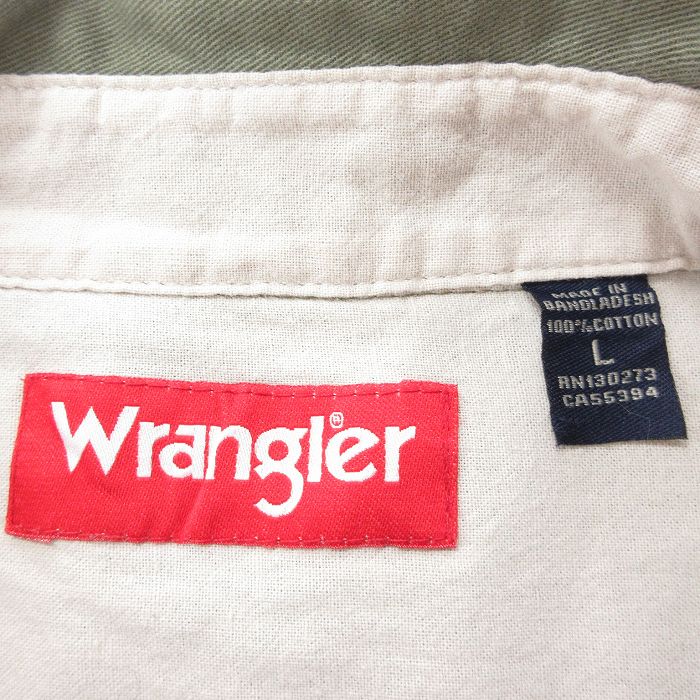 Wrangler®
MADE IN
BANGLADESH
100%COTTON
L
RN130273
CA55394